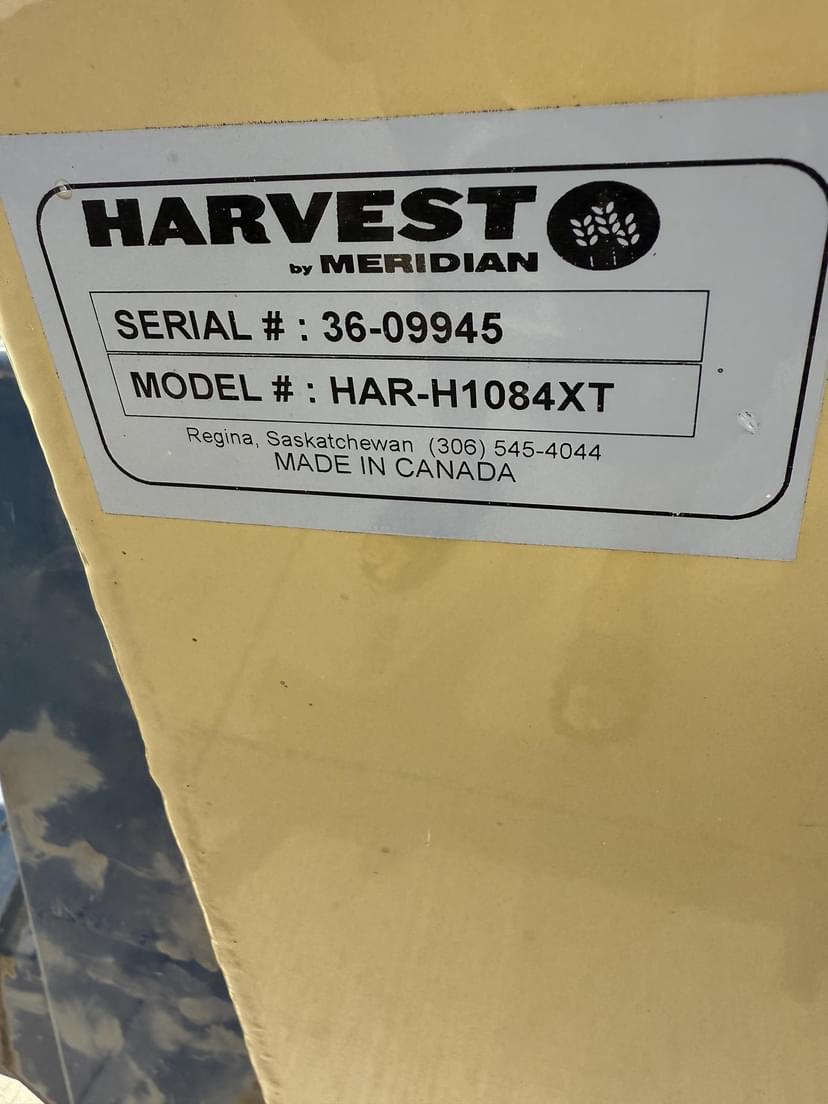 HARVEST
by MERIDIAN
SERIAL # : 36-09945
MODEL # : HAR-H1084XT
Regina, Saskatchewan (306) 545-4044
MADE IN CANADA